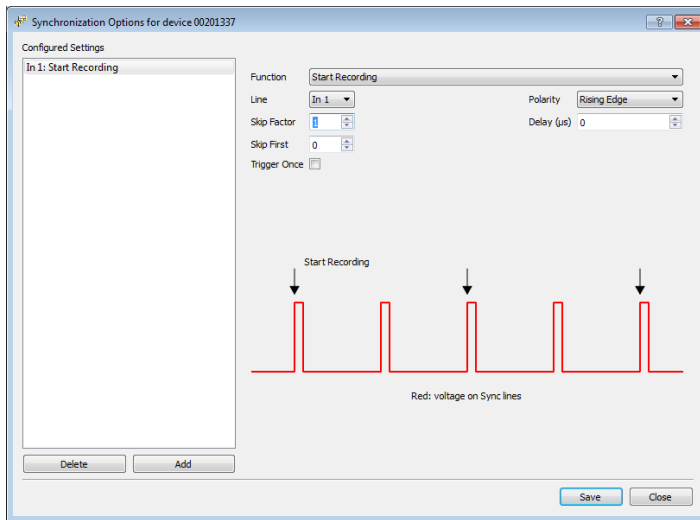 Synchronization Options for device 00201337
Configured Settings
In 1: Start Recording
Function Start Recording
Line In 1 Polarity Rising Edge
Skip Factor 1 Delay (µs) 0
Skip First 0
Trigger Once
Start Recording
Red: voltage on Sync lines
Delete Add
Save Close